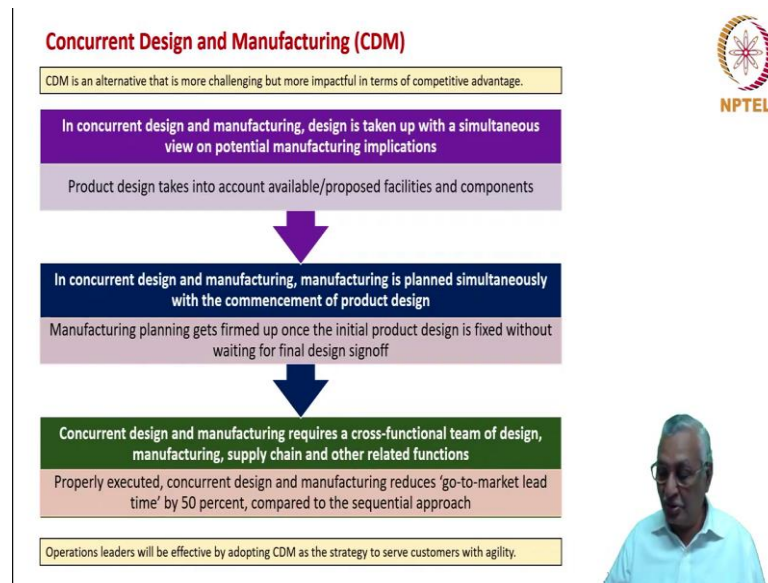 Concurrent Design and Manufacturing (CDM)
NPTEL
CDM is an alternative that is more challenging but more impactful in terms of competitive advantage.
In concurrent design and manufacturing, design is taken up with a simultaneous
view on potential manufacturing implications
Product design takes into account available/proposed facilities and components
In concurrent design and manufacturing, manufacturing is planned simultaneously
with the commencement of product design
Manufacturing planning gets firmed up once the initial product design is fixed without
waiting for final design signoff
Concurrent design and manufacturing requires a cross-functional team of design,
manufacturing, supply chain and other related functions
Properly executed, concurrent design and manufacturing reduces 'go-to-market lead
time' by 50 percent, compared to the sequential approach
Operations leaders will be effective by adopting CDM as the strategy to serve customers with agility.